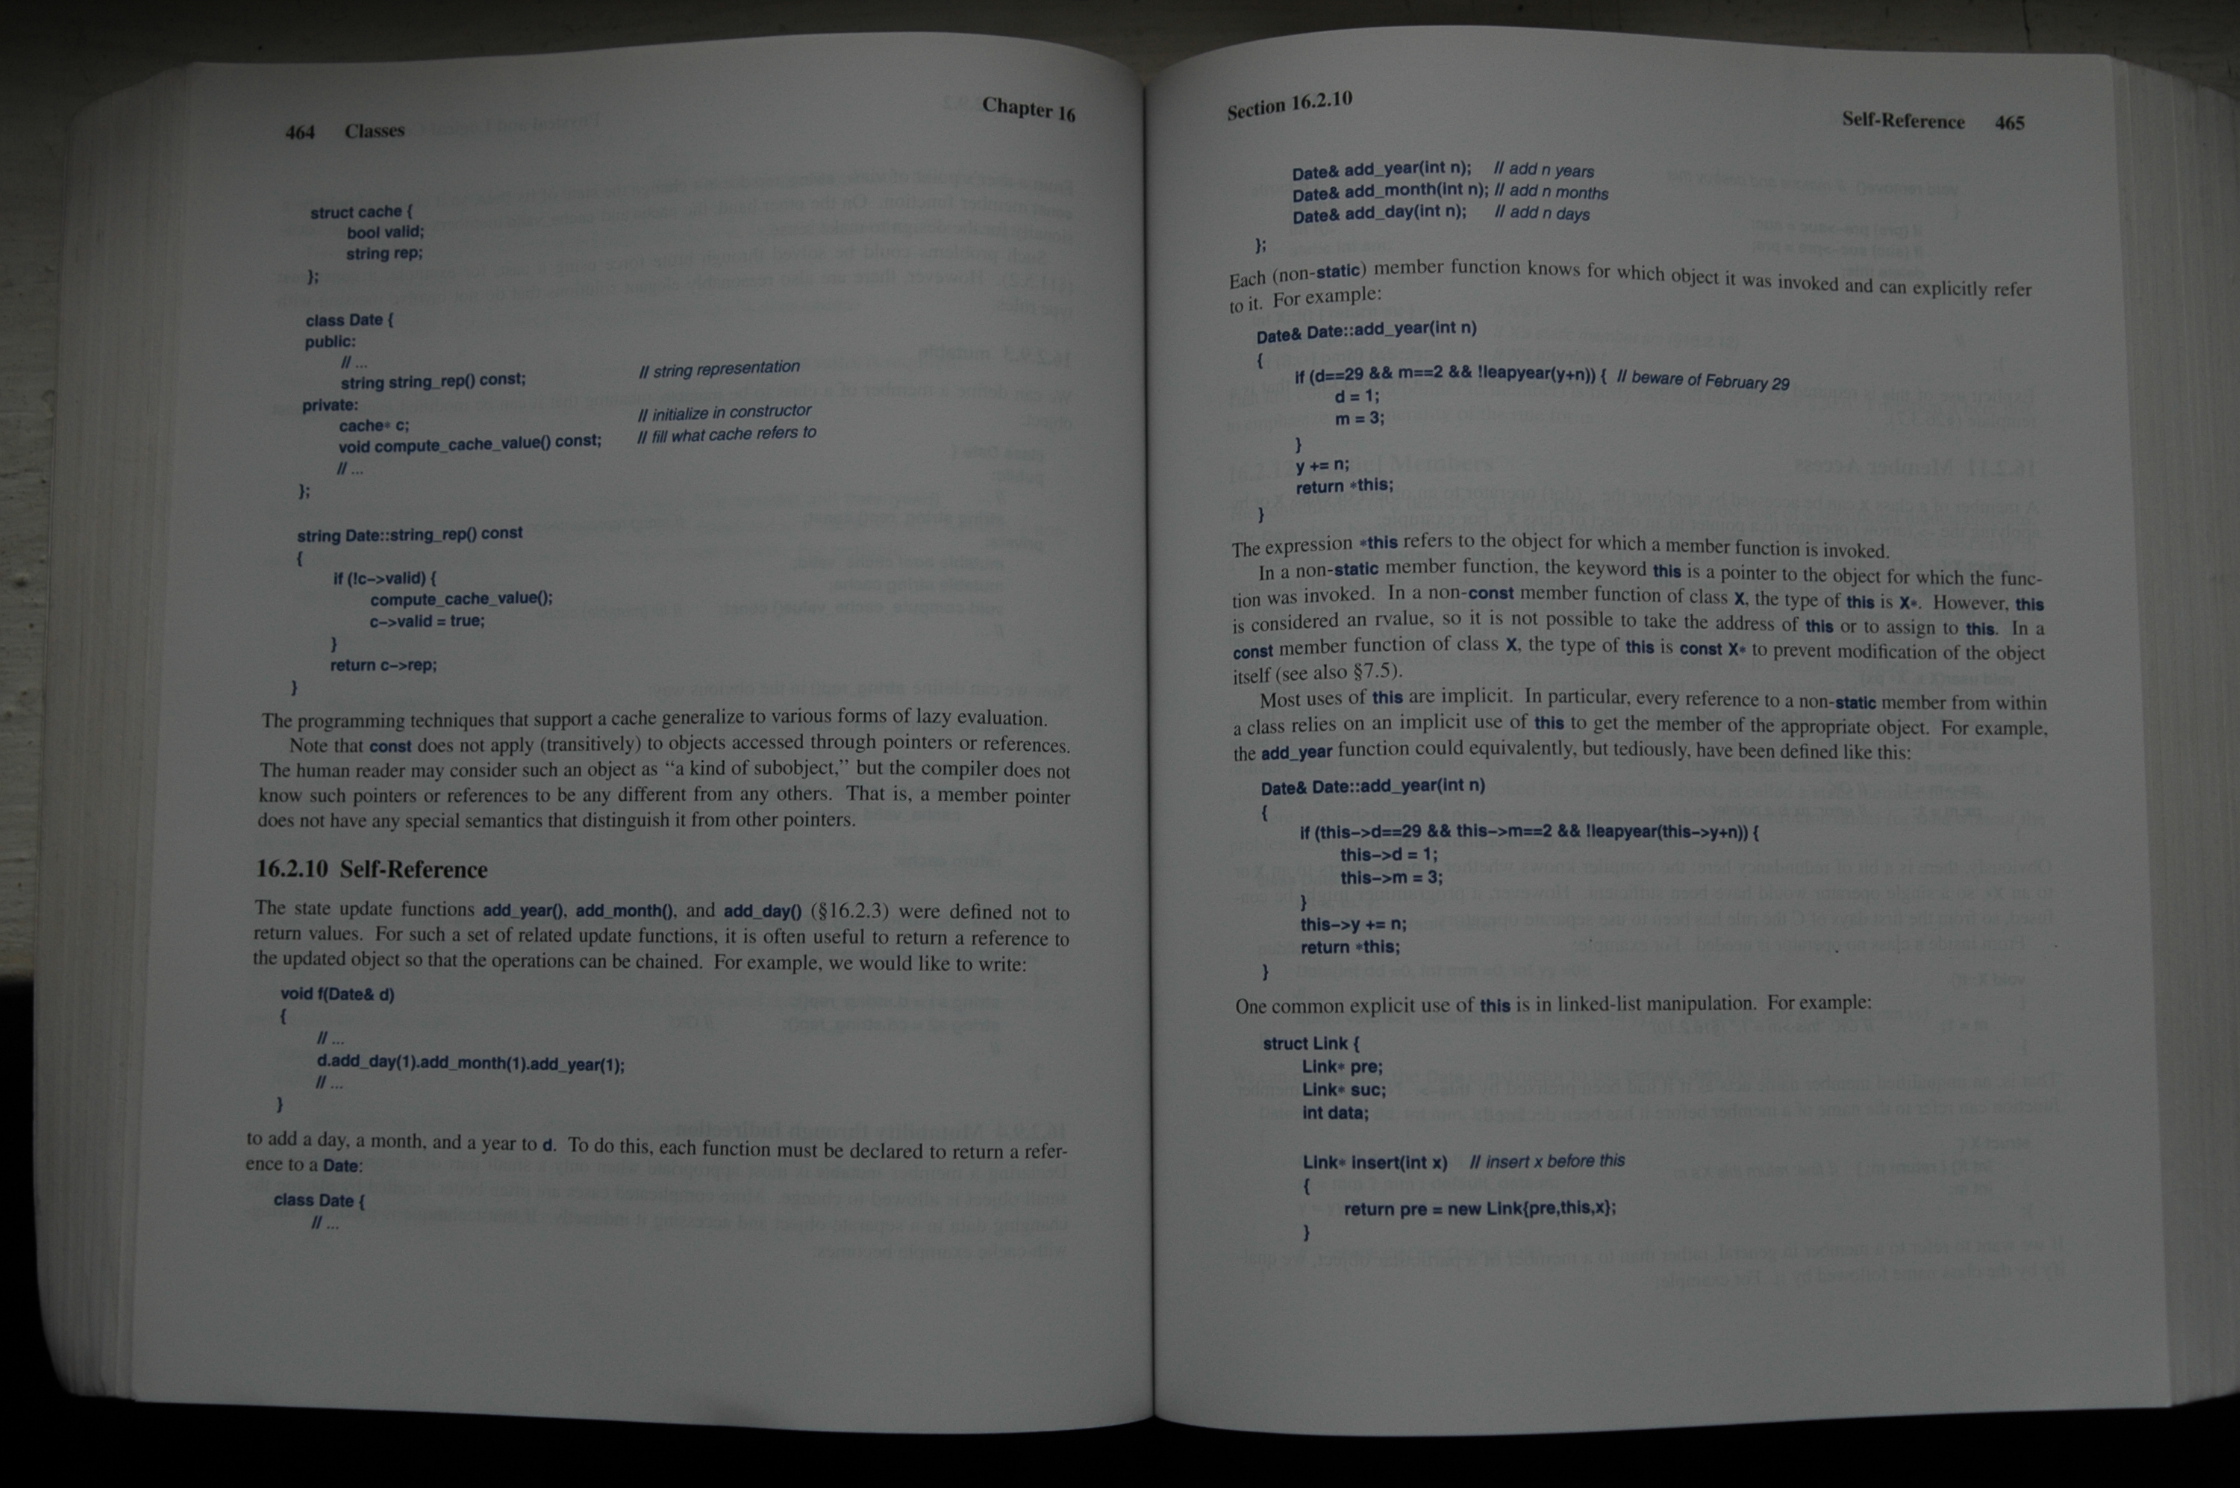 464 Classes Chapter 16
struct cache {
bool valid;
string rep;
};
class Date {
public:
// ...
string string_rep() const; // string representation
private:
cache* c; // initialize in constructor
void compute_cache_value() const; // fill what cache refers to
// ...
};
string Date::string_rep() const
{
if (!c->valid) {
compute_cache_value();
c->valid = true;
}
return c->rep;
}
The programming techniques that support a cache generalize to various forms of lazy evaluation.
Note that const does not apply (transitively) to objects accessed through pointers or references.
The human reader may consider such an object as “a kind of subobject,” but the compiler does not
know such pointers or references to be any different from any others. That is, a member pointer
does not have any special semantics that distinguish it from other pointers.
16.2.10 Self-Reference
The state update functions add_year(), add_month(), and add_day() (§16.2.3) were defined not to
return values. For such a set of related update functions, it is often useful to return a reference to
the updated object so that the operations can be chained. For example, we would like to write:
void f(Date& d)
{
// ...
d.add_day(1).add_month(1).add_year(1);
// ...
}
to add a day, a month, and a year to d. To do this, each function must be declared to return a refer-
ence to a Date:
class Date {
// ...
Section 16.2.10 Self-Reference 465
Date& add_year(int n); // add n years
Date& add_month(int n); // add n months
Date& add_day(int n); // add n days
};
Each (non-static) member function knows for which object it was invoked and can explicitly refer
to it. For example:
Date& Date::add_year(int n)
{
if (d==29 && m==2 && !leapyear(y+n)) { // beware of February 29
d = 1;
m = 3;
}
y += n;
return *this;
}
The expression *this refers to the object for which a member function is invoked.
In a non-static member function, the keyword this is a pointer to the object for which the func-
tion was invoked. In a non-const member function of class X, the type of this is X*. However, this
is considered an rvalue, so it is not possible to take the address of this or to assign to this. In a
const member function of class X, the type of this is const X* to prevent modification of the object
itself (see also §7.5).
Most uses of this are implicit. In particular, every reference to a non-static member from within
a class relies on an implicit use of this to get the member of the appropriate object. For example,
the add_year function could equivalently, but tediously, have been defined like this:
Date& Date::add_year(int n)
{
if (this->d==29 && this->m==2 && !leapyear(this->y+n)) {
this->d = 1;
this->m = 3;
}
this->y += n;
return *this;
}
One common explicit use of this is in linked-list manipulation. For example:
struct Link {
Link* pre;
Link* suc;
int data;
Link* insert(int x) // insert x before this
{
return pre = new Link{pre,this,x};
}